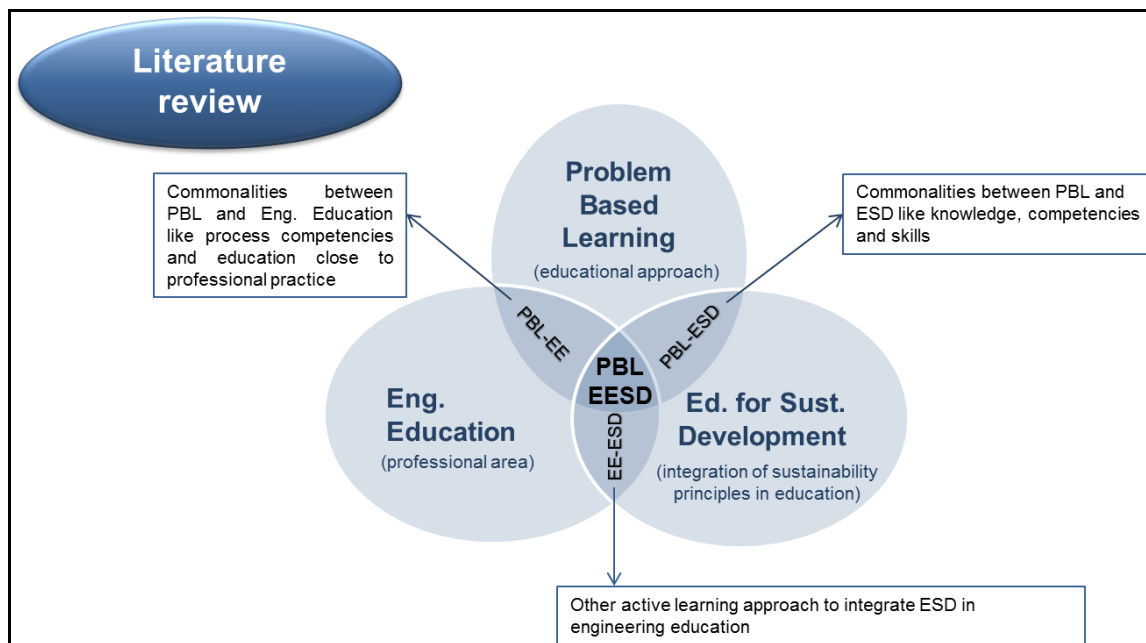 Literature
review
Problem
Based
Learning
(educational approach)
Commonalities between
PBL and Eng. Education
like process competencies
and education close to
professional practice
Commonalities between PBL and
ESD like knowledge, competencies
and skills
PBL-EE
PBL-ESD
PBL
EESD
Eng.
Education
(professional area)
EE-ESD
Ed. for Sust.
Development
(integration of sustainability
principles in education)
Other active learning approach to integrate ESD in
engineering education